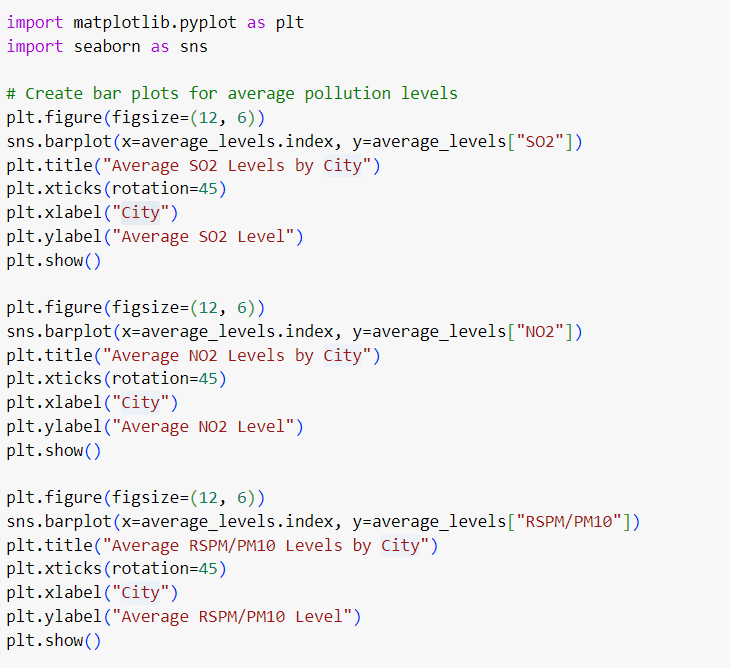 import matplotlib.pyplot as plt
import seaborn as sns
# Create bar plots for average pollution levels
plt.figure(figsize=(12, 6))
sns.barplot(x=average_levels.index, y=average_levels["SO2"])
plt.title("Average SO2 Levels by City")
plt.xticks(rotation=45)
plt.xlabel("City")
plt.ylabel("Average SO2 Level")
plt.show()
plt.figure(figsize=(12, 6))
sns.barplot(x=average_levels.index, y=average_levels["NO2"])
plt.title("Average NO2 Levels by City")
plt.xticks(rotation=45)
plt.xlabel("City")
plt.ylabel("Average NO2 Level")
plt.show()
plt.figure(figsize=(12, 6))
sns.barplot(x=average_levels.index, y=average_levels["RSPM/PM10"])
plt.title("Average RSPM/PM10 Levels by City")
plt.xticks(rotation=45)
plt.xlabel("City")
plt.ylabel("Average RSPM/PM10 Level")
plt.show()